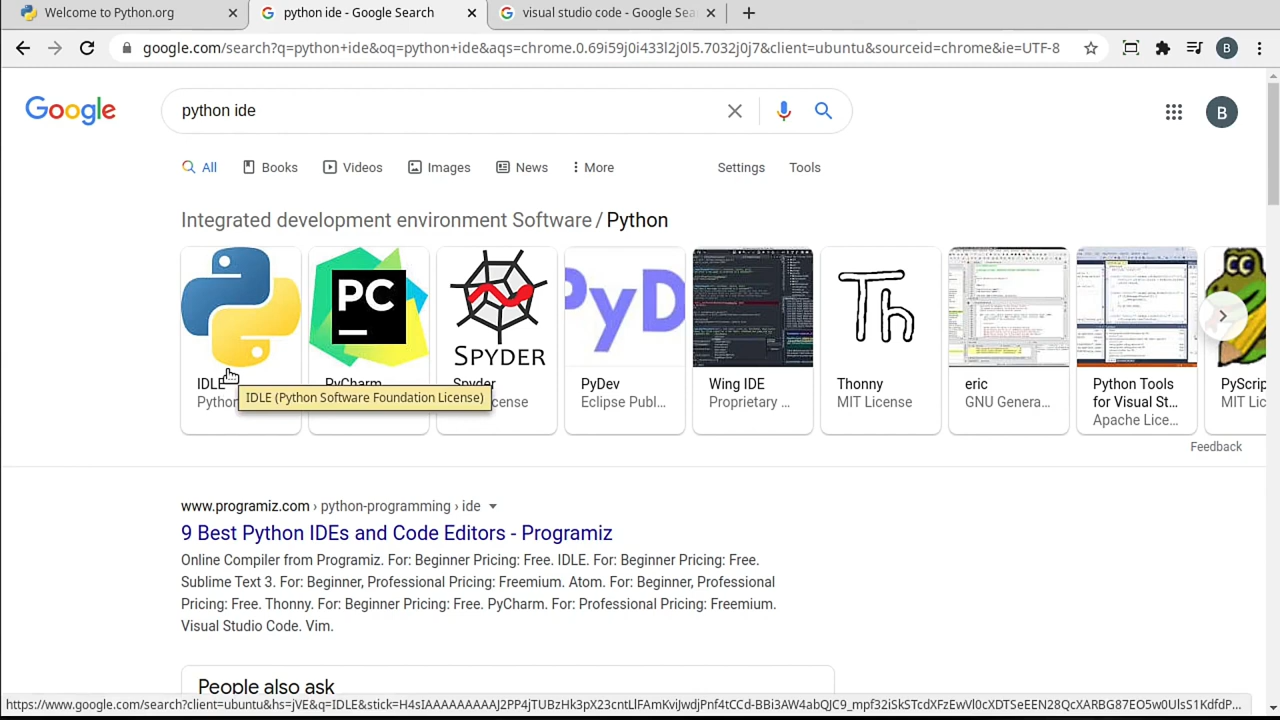 Welcome to Python.org
python ide - Google Search
visual studio code - Google Sea
google.com/search?q=python+ide&oq=python+ide&aqs=chrome.0.69i59j0i433l2j0l5.7032j0j7&client=ubuntu&sourceid=chrome&ie=UTF-8
B
Google
python ide
B
All
Books
Videos
Images
News
More
Settings
Tools
Integrated development environment Software / Python
PC
SPYDER
PyD
Th
IDLE
Python
PyCharm
Spyder
cense
PyDev
Eclipse Publ...
Wing IDE
Proprietary ...
Thonny
MIT License
eric
GNU Genera...
Python Tools
for Visual St...
Apache Lice...
PyScrip
MIT Lic
IDLE (Python Software Foundation License)
Feedback
www.programiz.com › python-programming › ide
9 Best Python IDEs and Code Editors - Programiz
Online Compiler from Programiz. For: Beginner Pricing: Free. IDLE. For: Beginner Pricing: Free.
Sublime Text 3. For: Beginner, Professional Pricing: Freemium. Atom. For: Beginner, Professional
Pricing: Free. Thonny. For: Beginner Pricing: Free. PyCharm. For: Professional Pricing: Freemium.
Visual Studio Code. Vim.
People also ask